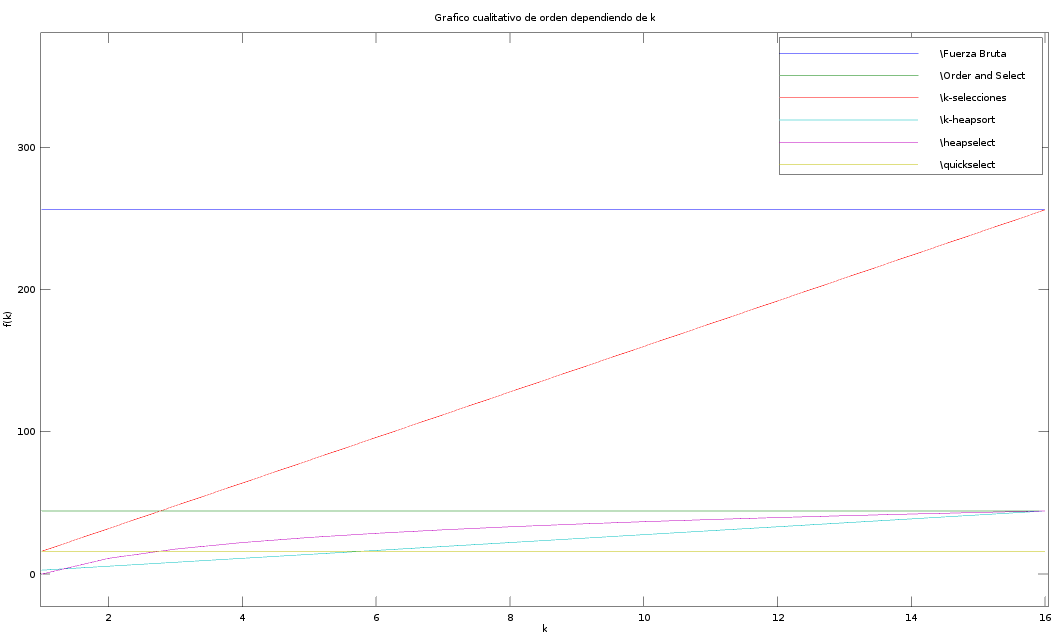 Grafico cualitativo de orden dependiendo de k
\Fuerza Bruta
\Order and Select
\k-selecciones
\k-heapsort
\heapselect
\quickselect
300
200
100
0
f(k)
2 4 6 8 10 12 14 16
k